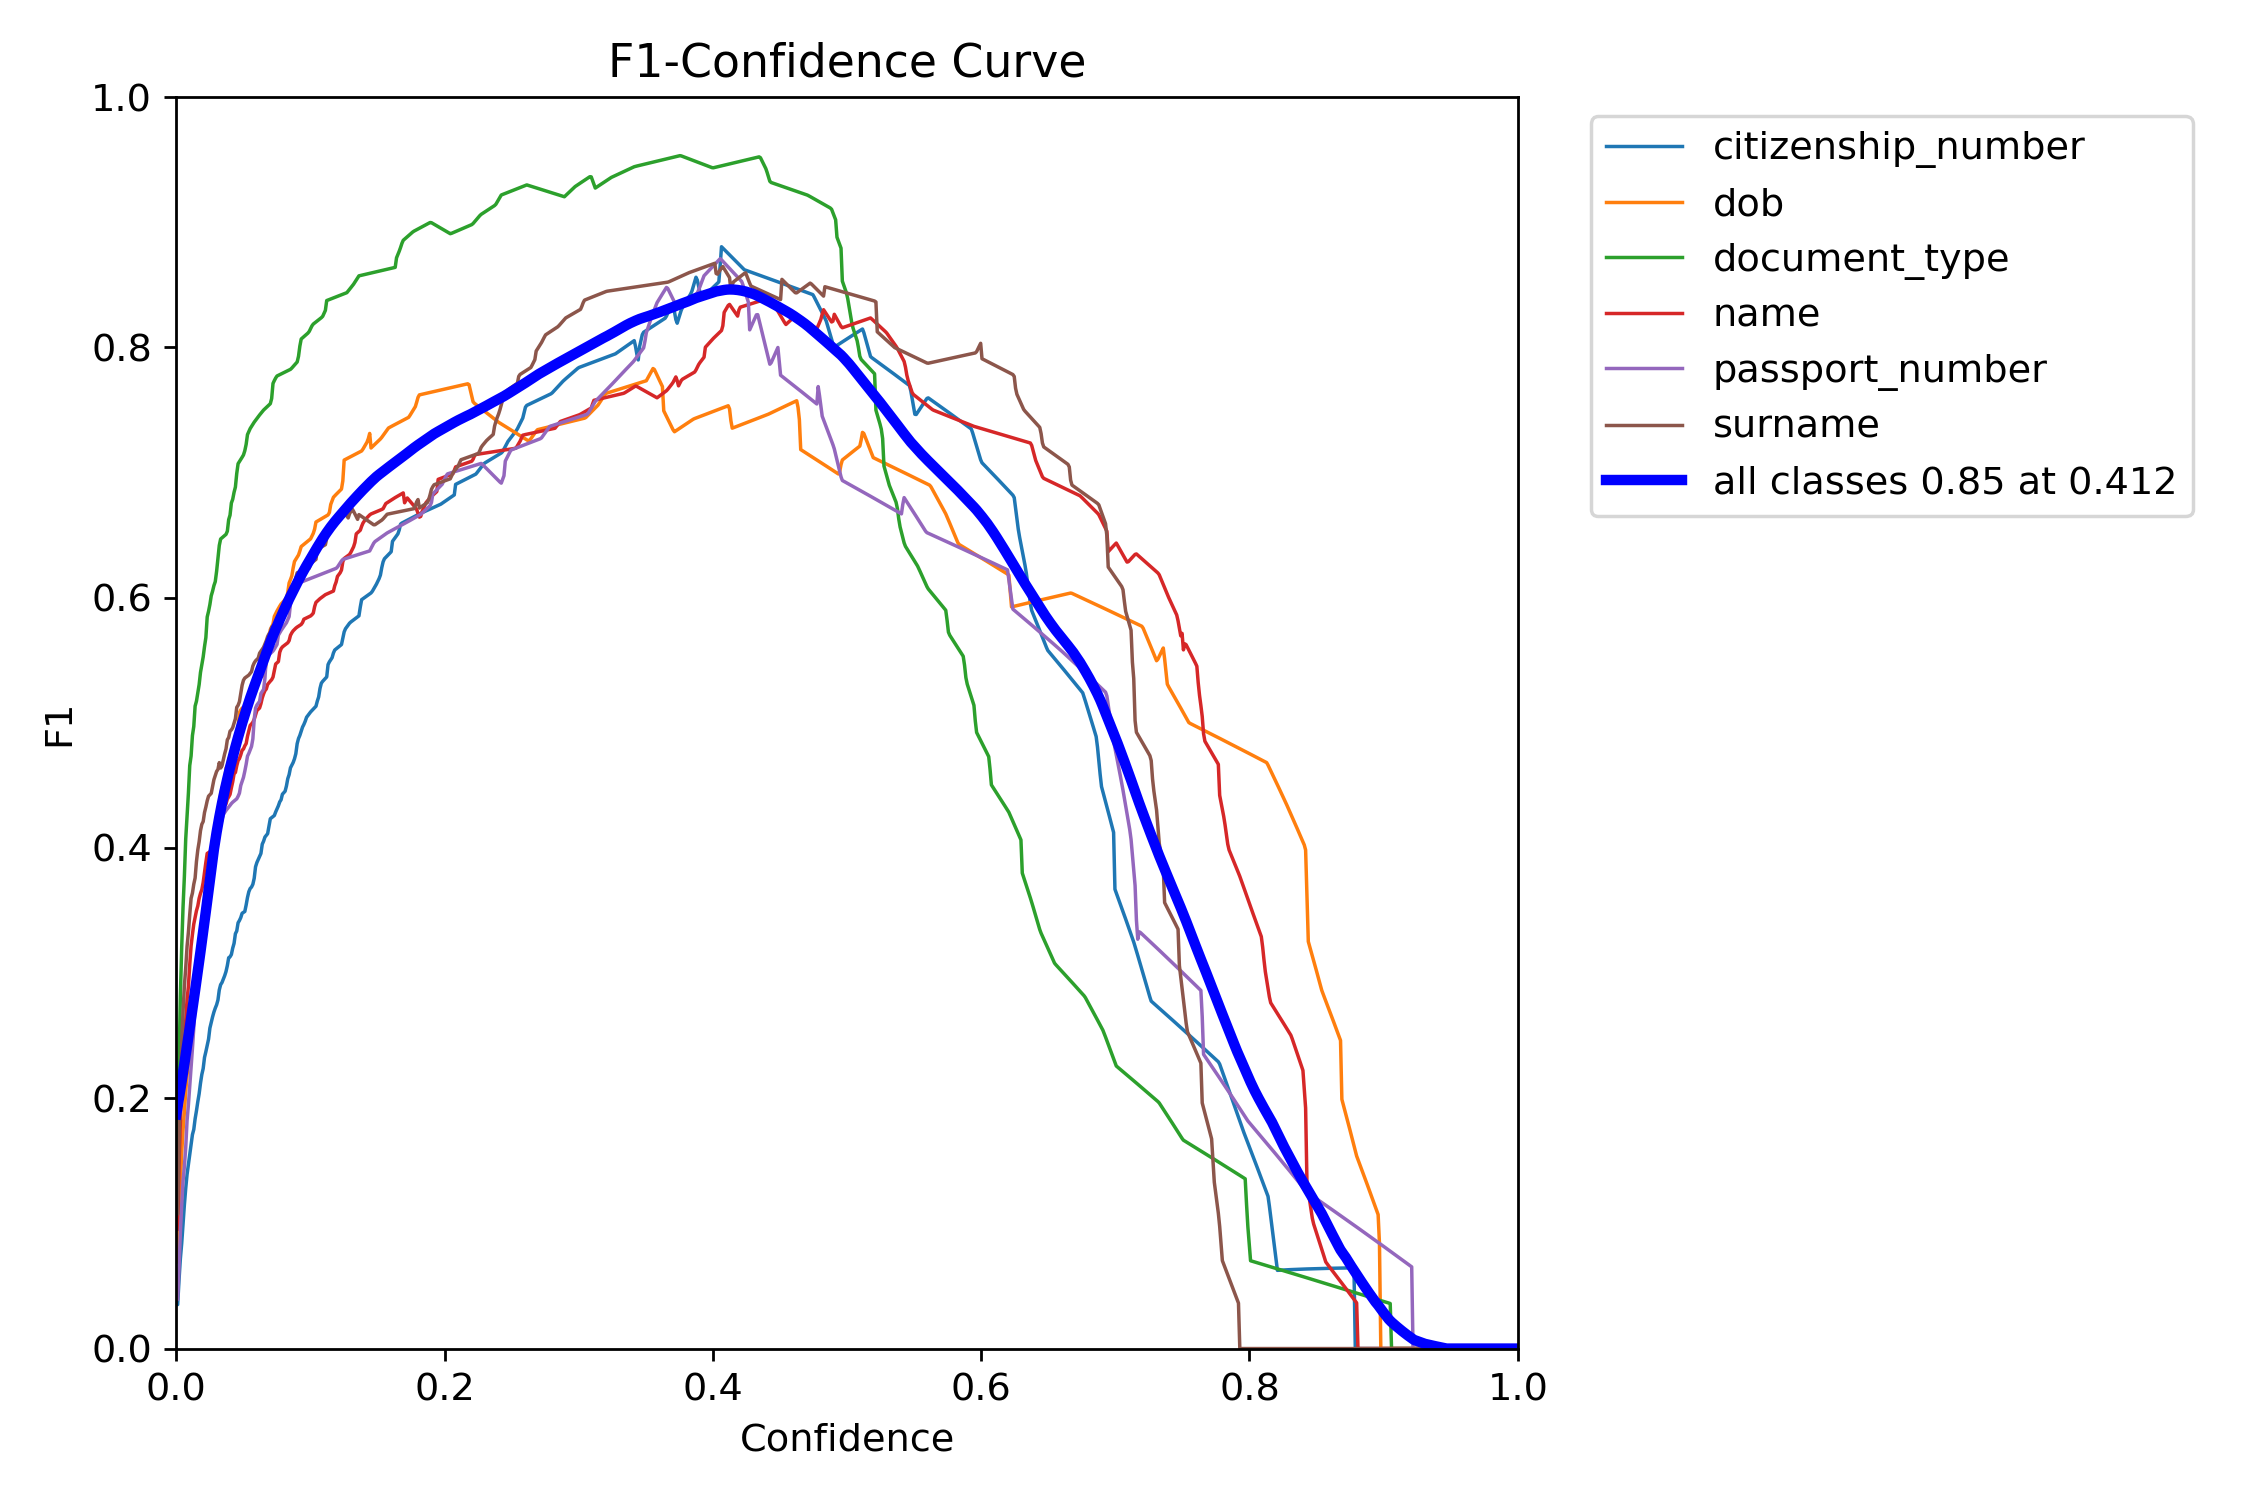 F1-Confidence Curve
1.0
0.8
0.6
0.4
0.2
0.0
F1
0.0 0.2 0.4 0.6 0.8 1.0
Confidence
citizenship_number
dob
document_type
name
passport_number
surname
all classes 0.85 at 0.412